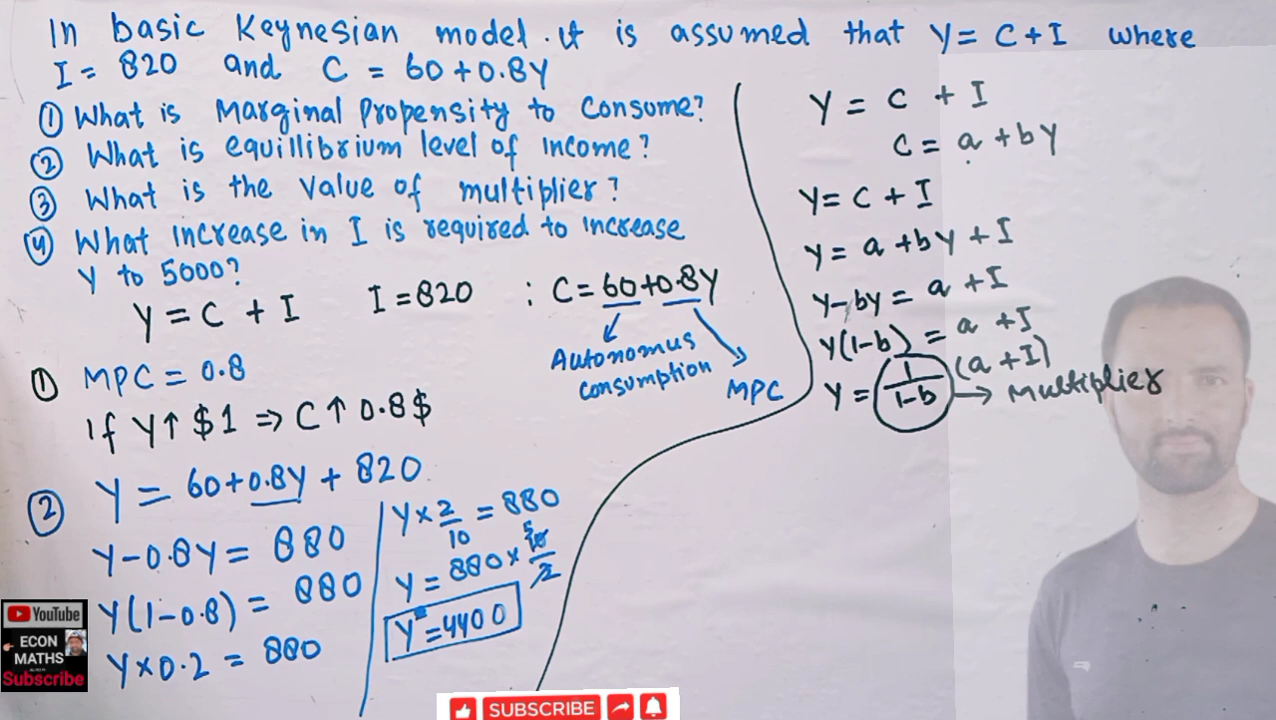 In basic Keynesian model. it is assumed that Y = C + I where
I = 820 and C = 60 + 0.8Y
① What is Marginal Propensity to Consume?
② What is equillibrium level of income?
③ What is the value of multiplier?
④ What increase in I is required to increase
Y to 5000?
Y = C + I I = 820 : C = 60 + 0.8Y
Autonomus
consumption
MPC
① MPC = 0.8
If Y↑ $1 ⇒ C↑ 0.8$
② Y = 60 + 0.8Y + 820
Y - 0.8Y = 880
Y(1 - 0.8) = 880
Y × 0.2 = 880
Y × 2/10 = 880
Y = 880 × 10/2 5
Y* = 4400
Y = C + I
C = a + bY
Y = C + I
Y = a + bY + I
Y - bY = a + I
Y(1 - b) = a + I
Y = 1/(1-b) (a + I)
→ Multiplier
YouTube
ECON
MATHS
Subscribe
SUBSCRIBE